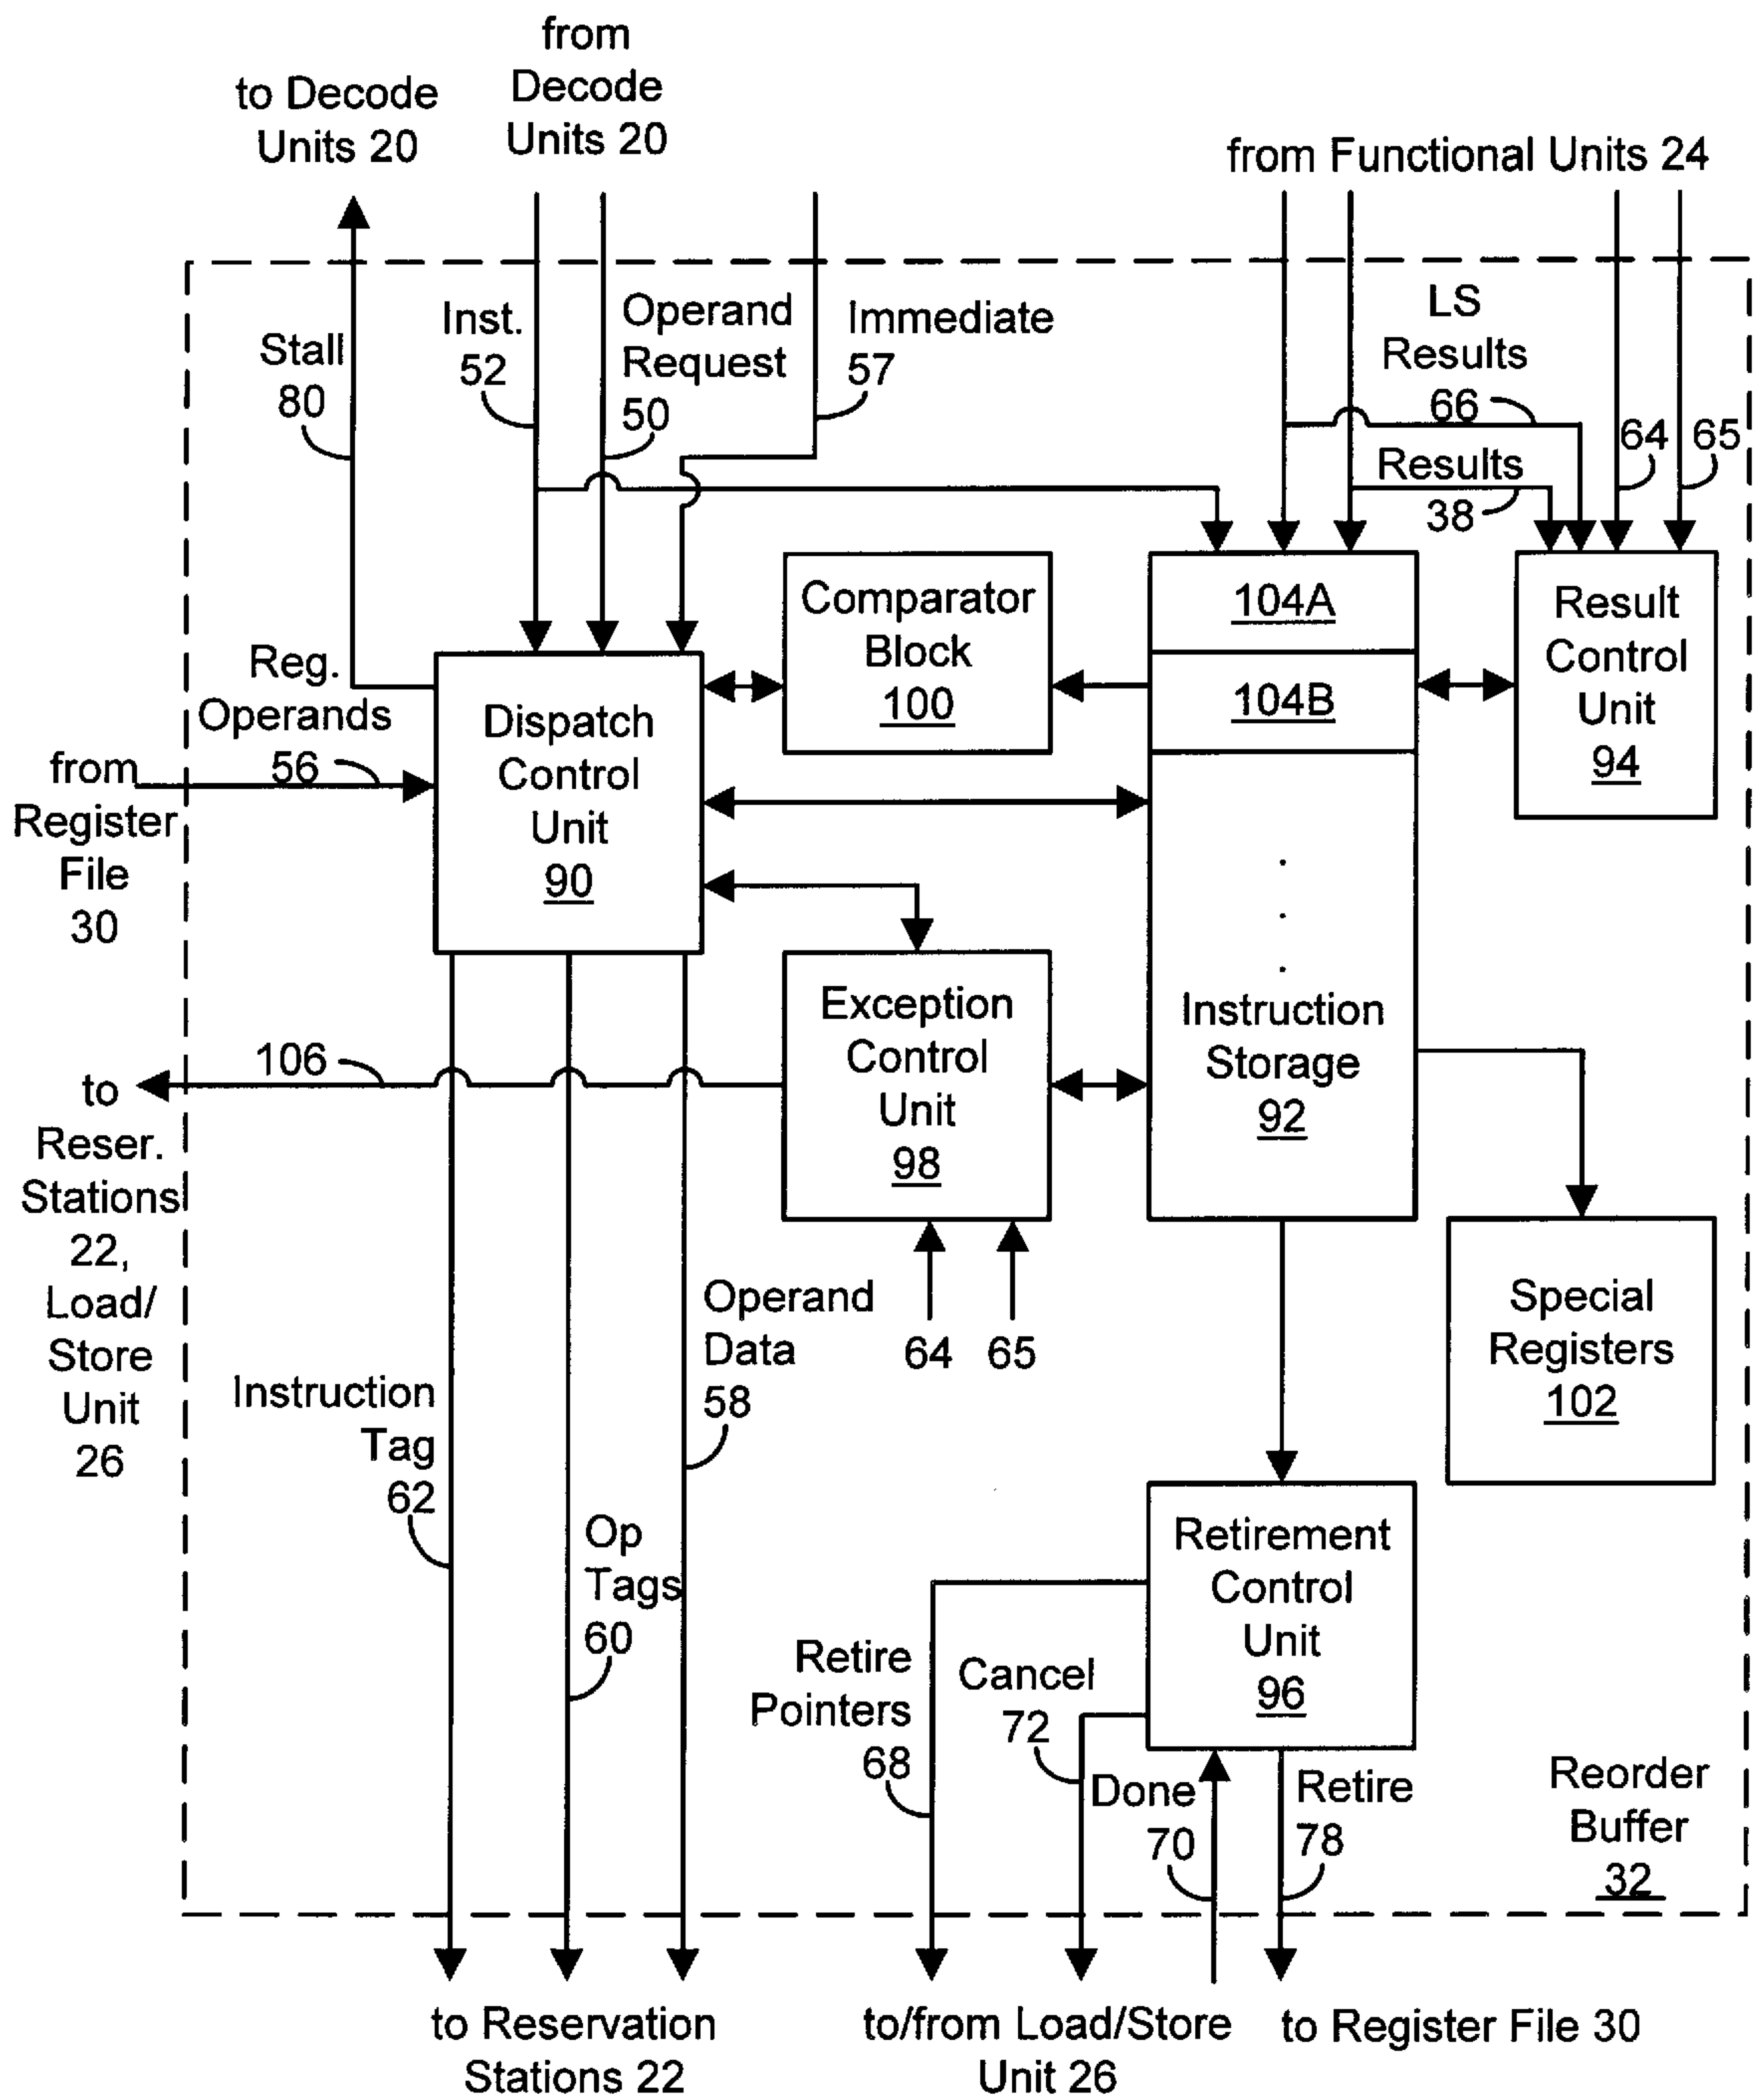 from
Decode
Units 20
to Decode
Units 20
from Functional Units 24
Stall
80
Inst.
52
Operand
Request
50
Immediate
57
LS
Results
66
Results
38
64
65
Reg.
Operands
56
from
Register
File
30
Dispatch
Control
Unit
90
Comparator
Block
100
104A
104B
.
.
.
Instruction
Storage
92
Result
Control
Unit
94
Exception
Control
Unit
98
64
65
106
to
Reser.
Stations
22,
Load/
Store
Unit
26
Special
Registers
102
Instruction
Tag
62
Op
Tags
60
Operand
Data
58
Retirement
Control
Unit
96
Retire
Pointers
68
Cancel
72
Done
70
Retire
78
Reorder
Buffer
32
to Reservation
Stations 22
to/from Load/Store
Unit 26
to Register File 30